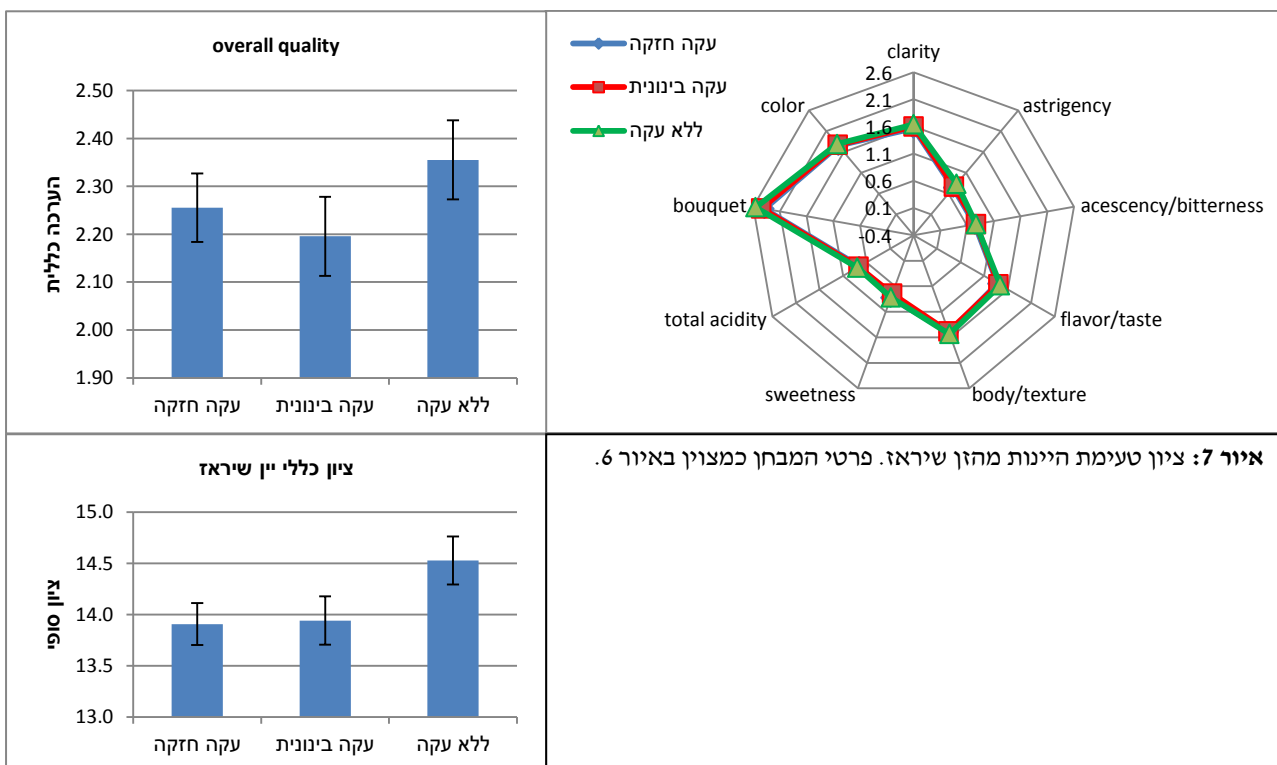 overall quality
הערכה כללית
2.50
2.40
2.30
2.20
2.10
2.00
1.90
עקה חזקה
עקה בינונית
ללא עקה
עקה חזקה
עקה בינונית
ללא עקה
clarity
astrigency
acescency/bitterness
flavor/taste
body/texture
sweetness
total acidity
bouquet
color
2.6
2.1
1.6
1.1
0.6
0.1
-0.4
ציון כללי יין שיראז
ציון סופי
15.0
14.5
14.0
13.5
13.0
עקה חזקה
עקה בינונית
ללא עקה
איור 7: ציון טעימת היינות מהזן שיראז. פרטי המבחן כמצוין באיור 6.